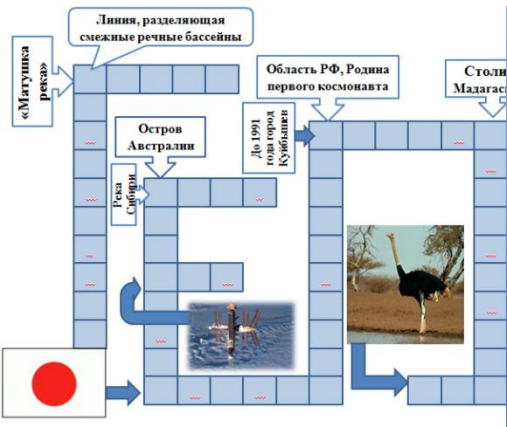 Линия, разделяющая
смежные речные бассейны
«Матушка
река»
Область РФ, Родина
первого космонавта
Столи
Мадагас
До 1991
года город
Куйбышев
Остров
Австралии
Река
Сибири